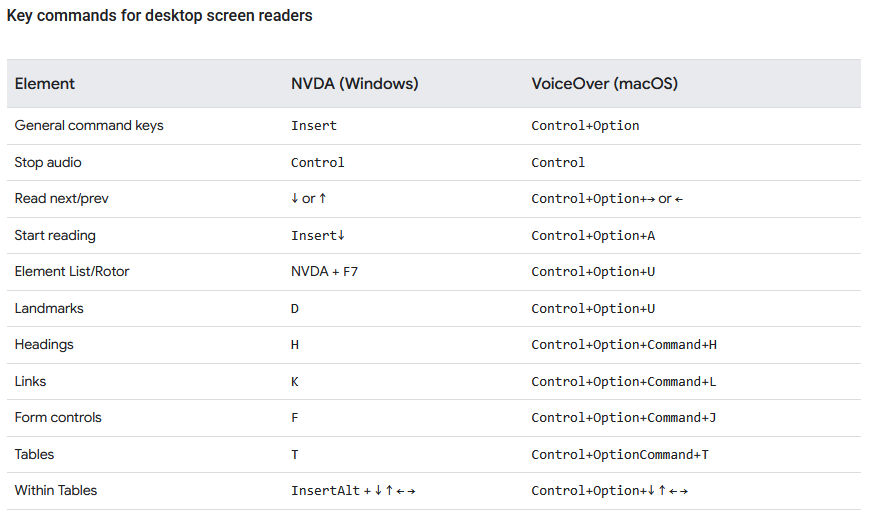 Key commands for desktop screen readers
Element NVDA (Windows) VoiceOver (macOS)
General command keys Insert Control+Option
Stop audio Control Control
Read next/prev ↓ or ↑ Control+Option+→ or ←
Start reading Insert↓ Control+Option+A
Element List/Rotor NVDA + F7 Control+Option+U
Landmarks D Control+Option+U
Headings H Control+Option+Command+H
Links K Control+Option+Command+L
Form controls F Control+Option+Command+J
Tables T Control+OptionCommand+T
Within Tables InsertAlt + ↓ ↑ ← → Control+Option+↓ ↑ ← →